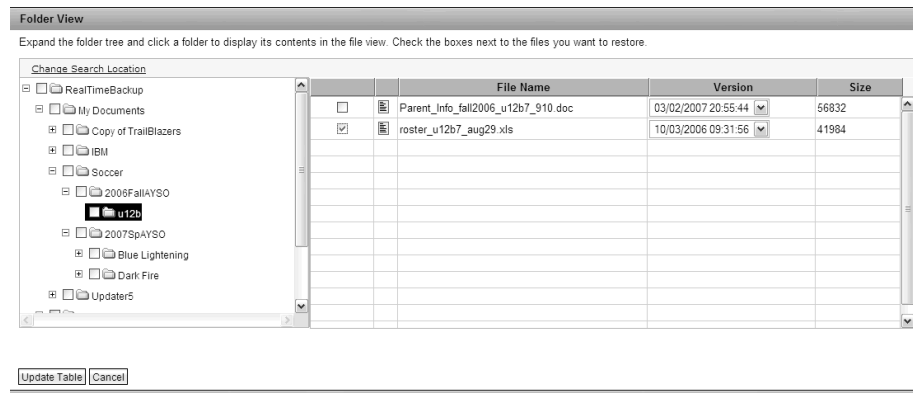 Folder View
Expand the folder tree and click a folder to display its contents in the file view. Check the boxes next to the files you want to restore.
Change Search Location
RealTimeBackup
My Documents
Copy of TrailBlazers
IBM
Soccer
2006FallAYSO
u12b
2007SpAYSO
Blue Lightening
Dark Fire
Updater5
File Name Version Size
Parent_Info_fall2006_u12b7_910.doc 03/02/2007 20:55:44 56832
roster_u12b7_aug29.xls 10/03/2006 09:31:56 41984
Update Table Cancel